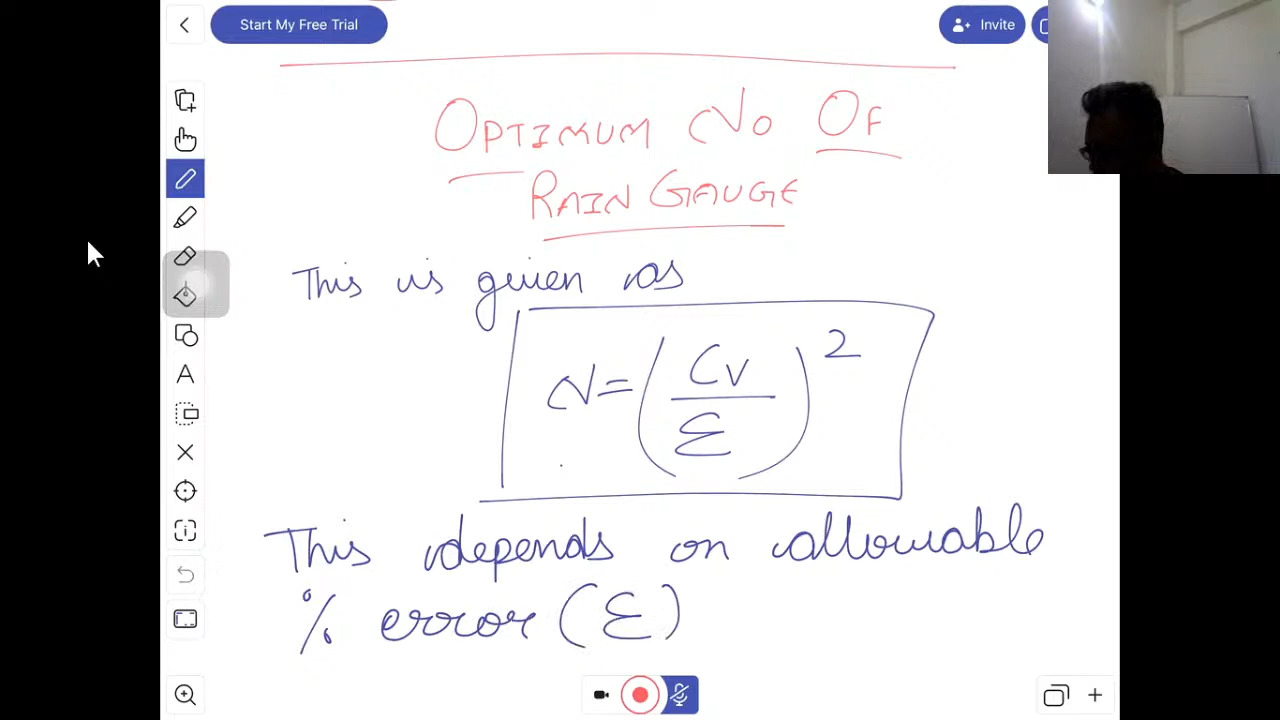 Start My Free Trial
Invite
OPTIMUM No OF
RAIN GAUGE
This is given as
N = (Cv / ε)²
This depends on allowable
% error (ε)